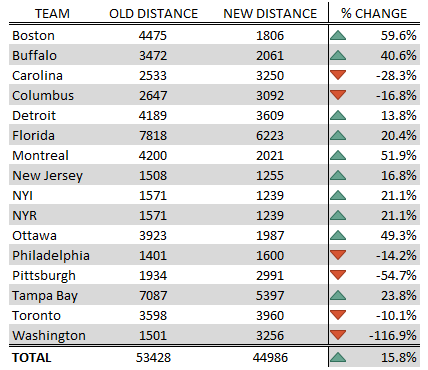 TEAM OLD DISTANCE NEW DISTANCE % CHANGE
Boston 4475 1806 59.6%
Buffalo 3472 2061 40.6%
Carolina 2533 3250 -28.3%
Columbus 2647 3092 -16.8%
Detroit 4189 3609 13.8%
Florida 7818 6223 20.4%
Montreal 4200 2021 51.9%
New Jersey 1508 1255 16.8%
NYI 1571 1239 21.1%
NYR 1571 1239 21.1%
Ottawa 3923 1987 49.3%
Philadelphia 1401 1600 -14.2%
Pittsburgh 1934 2991 -54.7%
Tampa Bay 7087 5397 23.8%
Toronto 3598 3960 -10.1%
Washington 1501 3256 -116.9%
TOTAL 53428 44986 15.8%